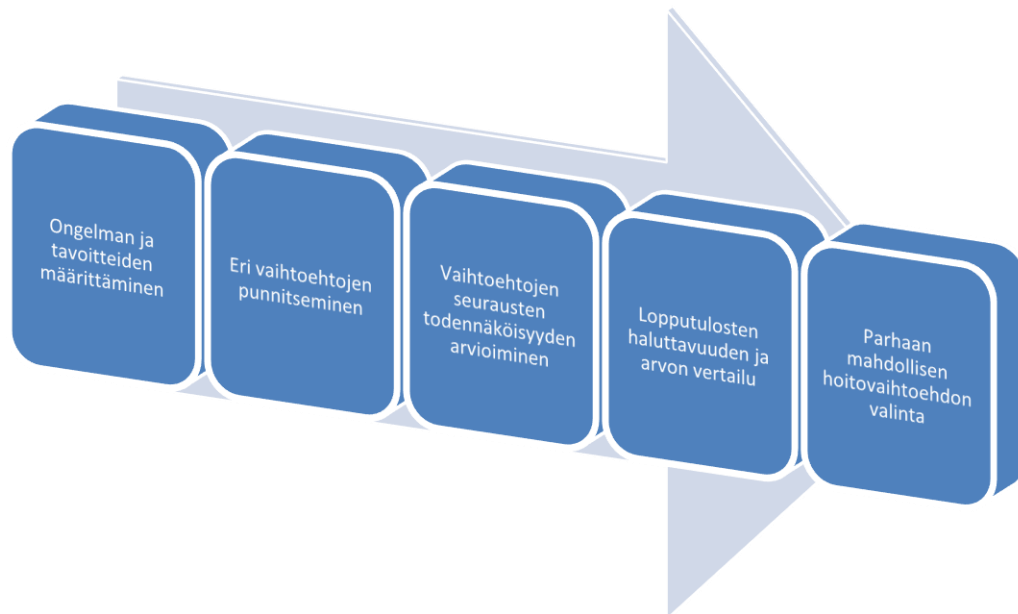 Ongelman ja
tavoitteiden
määrittäminen
Eri vaihtoehtojen
punnitseminen
Vaihtoehtojen
seurausten
todennäköisyyden
arvioiminen
Lopputulosten
haluttavuuden ja
arvon vertailu
Parhaan
mahdollisen
hoitovaihtoehdon
valinta